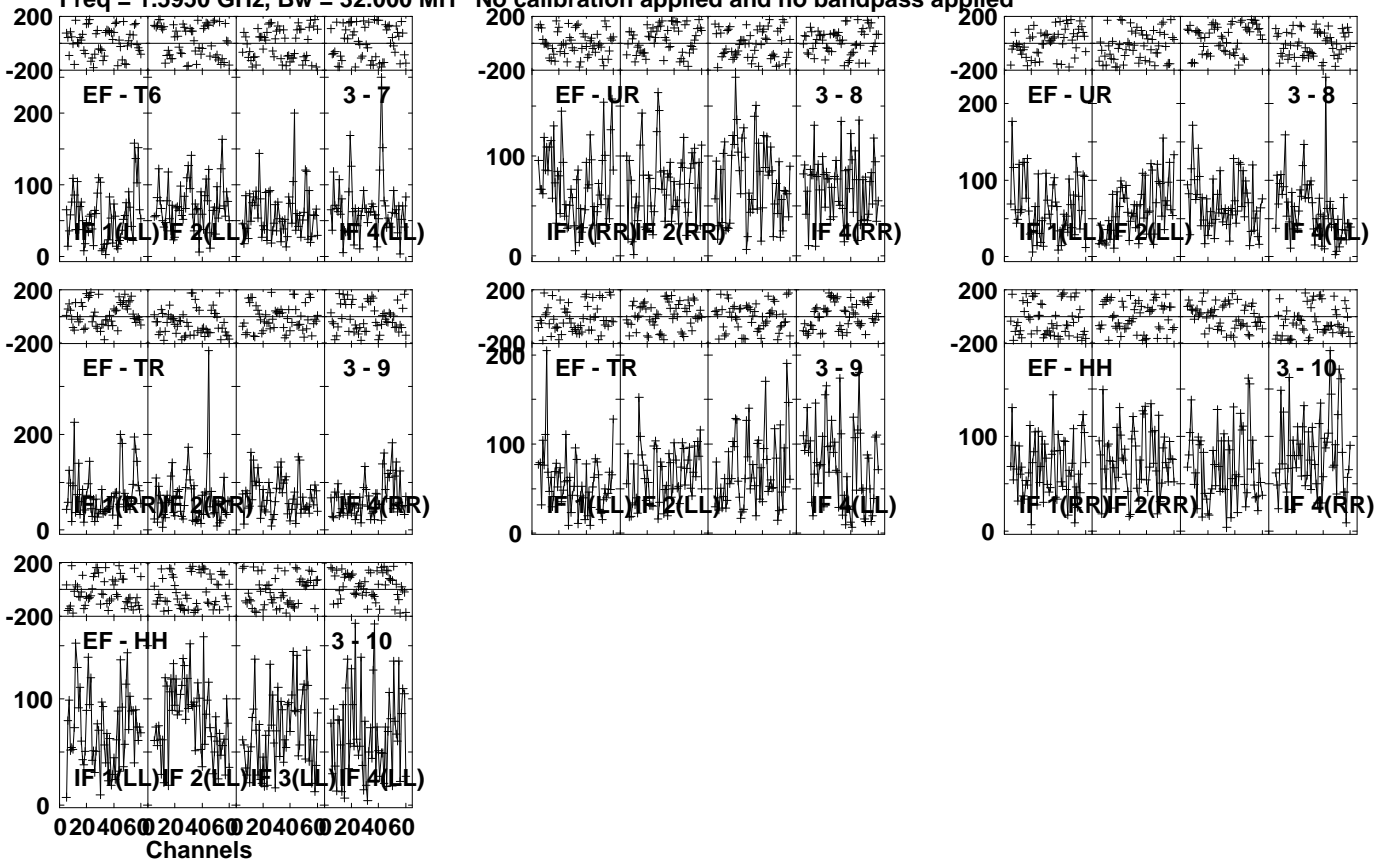 Freq = 1.5950 GHz, Bw = 32.000 MH No calibration applied and no bandpass applied
200
-200
EF - T6
3 - 7
200
100
0
IF 1(LL) IF 2(LL) IF 4(LL)
200
-200
EF - UR
3 - 8
100
0
IF 1(RR) IF 2(RR) IF 4(RR)
200
-200
EF - UR
3 - 8
200
100
0
IF 1(LL) IF 2(LL) IF 4(LL)
200
-200
EF - TR
3 - 9
200
0
IF 1(RR) IF 2(RR) IF 4(RR)
200
-200
EF - TR
3 - 9
200
100
0
IF 1(LL) IF 2(LL) IF 4(LL)
200
-200
EF - HH
3 - 10
100
0
IF 1(RR) IF 2(RR) IF 4(RR)
200
-200
EF - HH
3 - 10
100
0
IF 1(LL) IF 2(LL) IF 3(LL) IF 4(LL)
0 20 40 60 0 20 40 60 0 20 40 60 0 20 40 60
Channels